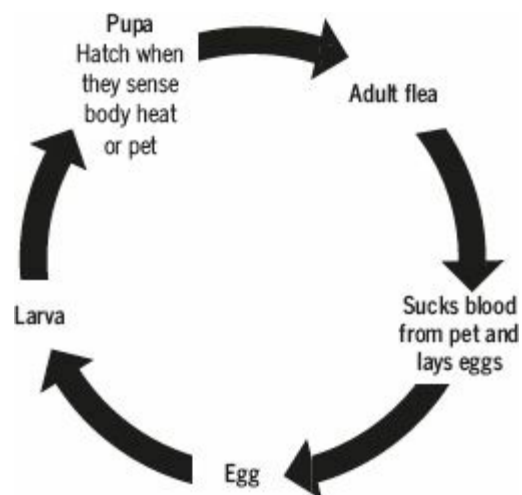 Pupa
Hatch when
they sense
body heat
or pet
Adult flea
Sucks blood
from pet and
lays eggs
Egg
Larva